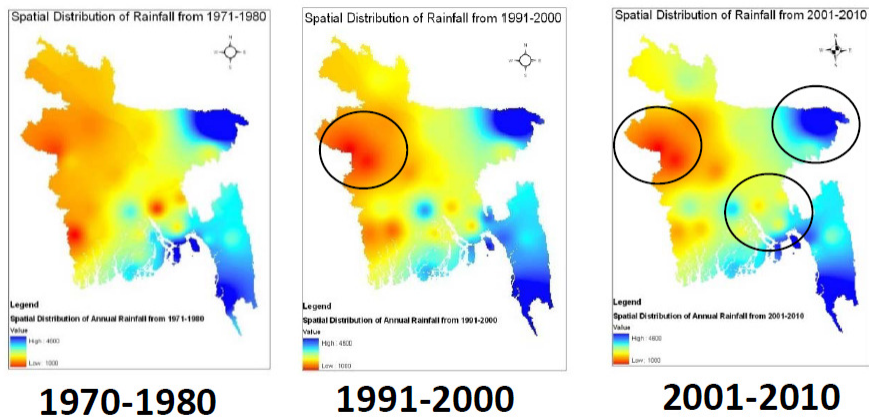 Spatial Distribution of Rainfall from 1971-1980
Legend
Spatial Distribution of Annual Rainfall from 1971-1980
Value
High : 4600
Low : 1000
1970-1980
Spatial Distribution of Rainfall from 1991-2000
Legend
Spatial Distribution of Annual Rainfall from 1991-2000
Value
High : 4600
Low : 1000
1991-2000
Spatial Distribution of Rainfall from 2001-2010
Legend
Spatial Distribution of Annual Rainfall from 2001-2010
Value
High : 4600
Low : 1000
2001-2010